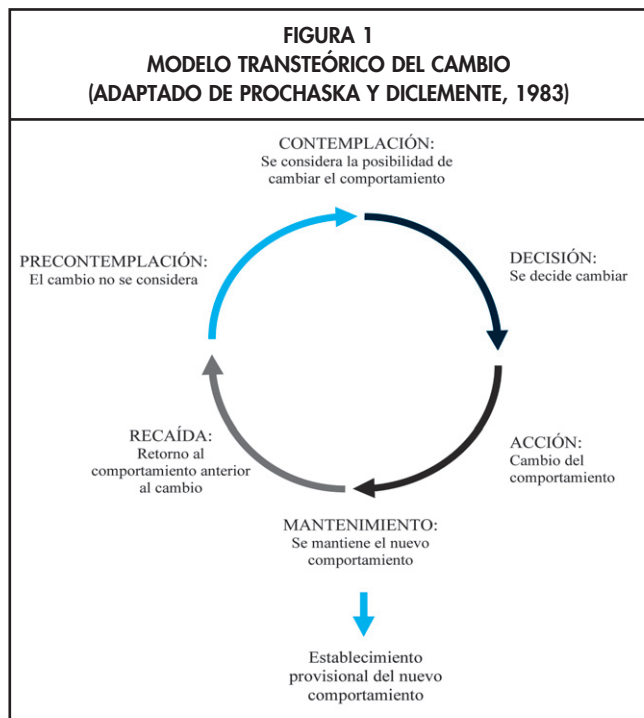 FIGURA 1
MODELO TRANSTEÓRICO DEL CAMBIO
(ADAPTADO DE PROCHASKA Y DICLEMENTE, 1983)
CONTEMPLACIÓN:
Se considera la posibilidad de
cambiar el comportamiento
PRECONTEMPLACIÓN:
El cambio no se considera
DECISIÓN:
Se decide cambiar
RECAÍDA:
Retorno al
comportamiento anterior
al cambio
ACCIÓN:
Cambio del
comportamiento
MANTENIMIENTO:
Se mantiene el nuevo
comportamiento
Establecimiento
provisional del nuevo
comportamiento